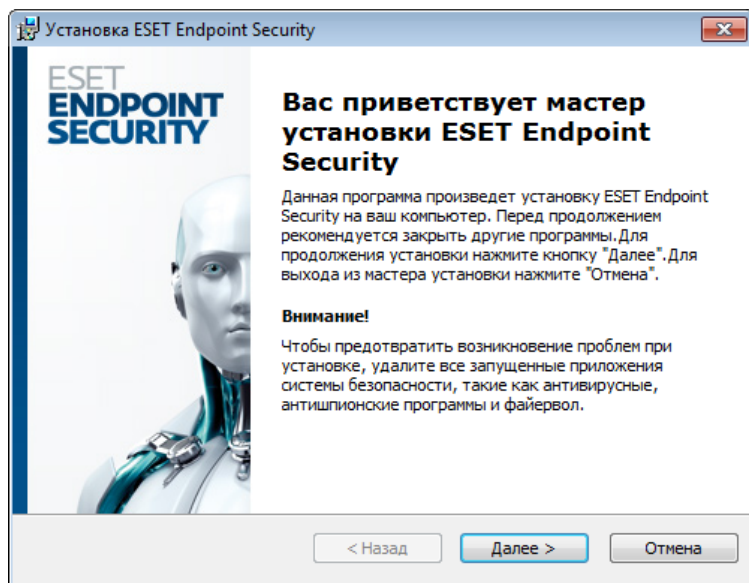 Установка ESET Endpoint Security
ESET
ENDPOINT
SECURITY
Вас приветствует мастер
установки ESET Endpoint
Security
Данная программа произведет установку ESET Endpoint
Security на ваш компьютер. Перед продолжением
рекомендуется закрыть другие программы.Для
продолжения установки нажмите кнопку "Далее".Для
выхода из мастера установки нажмите "Отмена".
Внимание!
Чтобы предотвратить возникновение проблем при
установке, удалите все запущенные приложения
системы безопасности, такие как антивирусные,
антишпионские программы и файервол.
< Назад
Далее >
Отмена